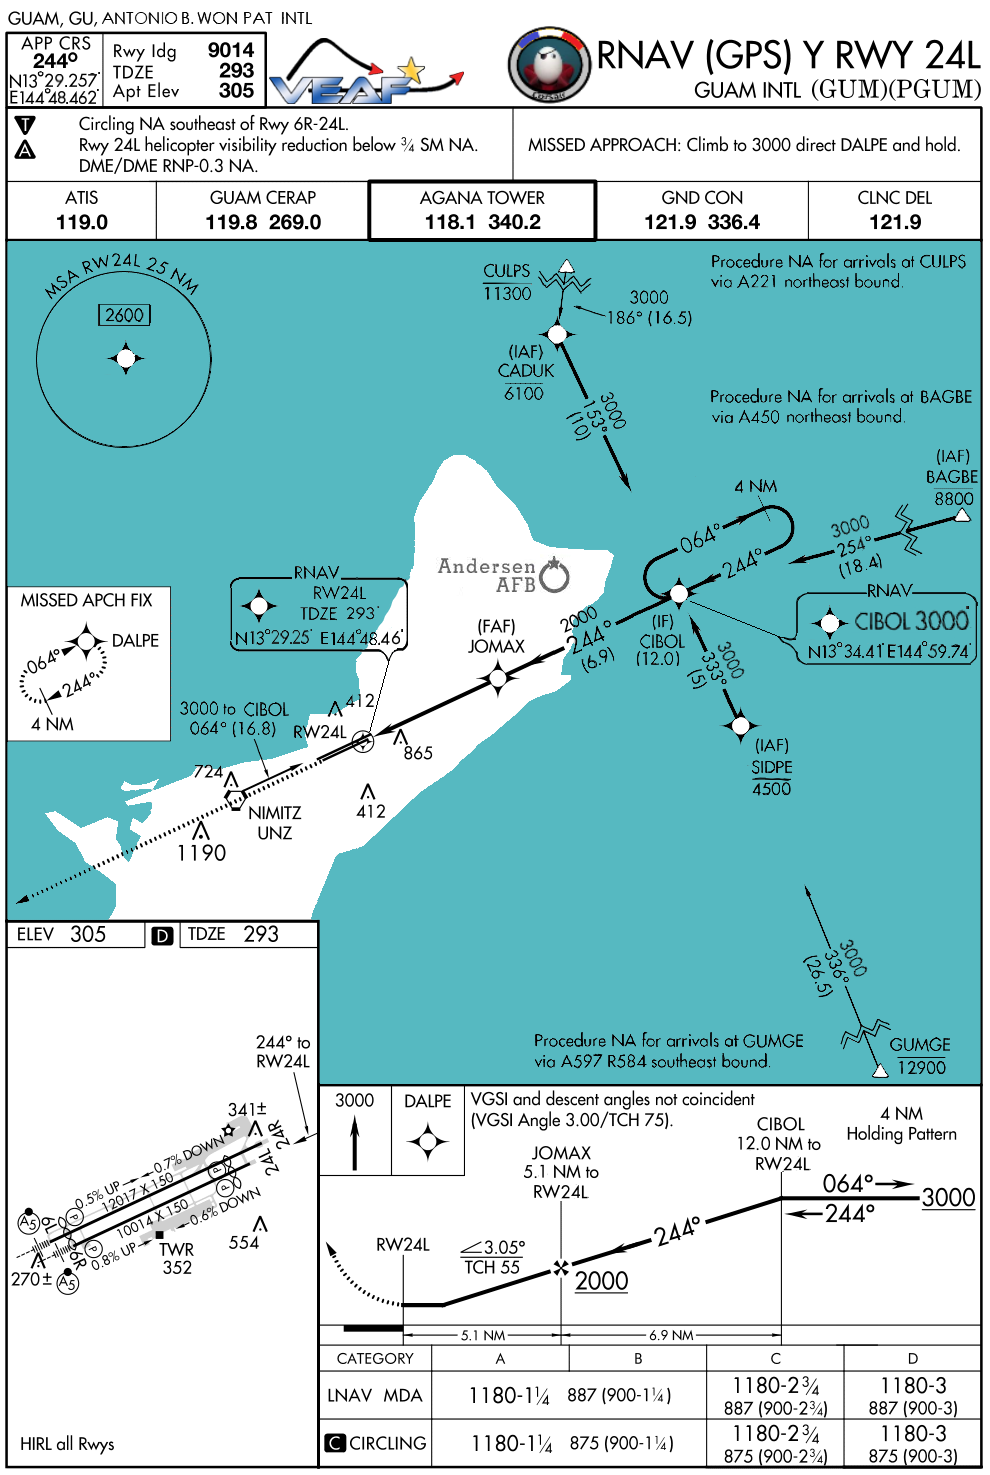 GUAM, GU, ANTONIO B. WON PAT INTL
APP CRS
244°
N13°29.257'
E144°48.462'
Rwy ldg 9014
TDZE 293
Apt Elev 305
VEAF
Corsair
RNAV (GPS) Y RWY 24L
GUAM INTL (GUM)(PGUM)
T
A
Circling NA southeast of Rwy 6R-24L.
Rwy 24L helicopter visibility reduction below ¾ SM NA.
DME/DME RNP-0.3 NA.
MISSED APPROACH: Climb to 3000 direct DALPE and hold.
ATIS
119.0
GUAM CERAP
119.8 269.0
AGANA TOWER
118.1 340.2
GND CON
121.9 336.4
CLNC DEL
121.9
MSA RW24L 25 NM
2600
CULPS
11300
3000
186° (16.5)
Procedure NA for arrivals at CULPS
via A221 northeast bound.
(IAF)
CADUK
6100
3000
153°
(10)
Procedure NA for arrivals at BAGBE
via A450 northeast bound.
(IAF)
BAGBE
8800
4 NM
064°
244°
3000
254°
(18.4)
Andersen
AFB
RNAV
RW24L
TDZE 293'
N13°29.25' E144°48.46'
RNAV
CIBOL 3000'
N13°34.41' E144°59.74'
MISSED APCH FIX
DALPE
064°
244°
4 NM
(FAF)
JOMAX
2000
244°
(6.9)
(IF)
CIBOL
(12.0)
3000
333°
(5)
(IAF)
SIDPE
4500
3000 to CIBOL
064° (16.8)
412
RW24L
865
724
412
NIMITZ
UNZ
1190
3000
336°
(26.5)
Procedure NA for arrivals at GUMGE
via A597 R584 southeast bound.
GUMGE
12900
ELEV 305
D
TDZE 293
244° to
RW24L
341±
24R
24L
0.7% DOWN
0.5% UP
12017 X 150
10014 X 150
0.6% DOWN
0.8% UP
P
P
P
P
A5
A5
6L
6R
TWR
352
554
270±
HIRL all Rwys
3000
DALPE
VGSI and descent angles not coincident
(VGSI Angle 3.00/TCH 75).
JOMAX
5.1 NM to
RW24L
CIBOL
12.0 NM to
RW24L
4 NM
Holding Pattern
064°
244°
3000
244°
RW24L
3.05°
TCH 55
2000
5.1 NM
6.9 NM
CATEGORY A B C D
LNAV MDA 1180-1¼ 887 (900-1¼) 1180-2¾ 887 (900-2¾) 1180-3 887 (900-3)
C CIRCLING 1180-1¼ 875 (900-1¼) 1180-2¾ 875 (900-2¾) 1180-3 875 (900-3)